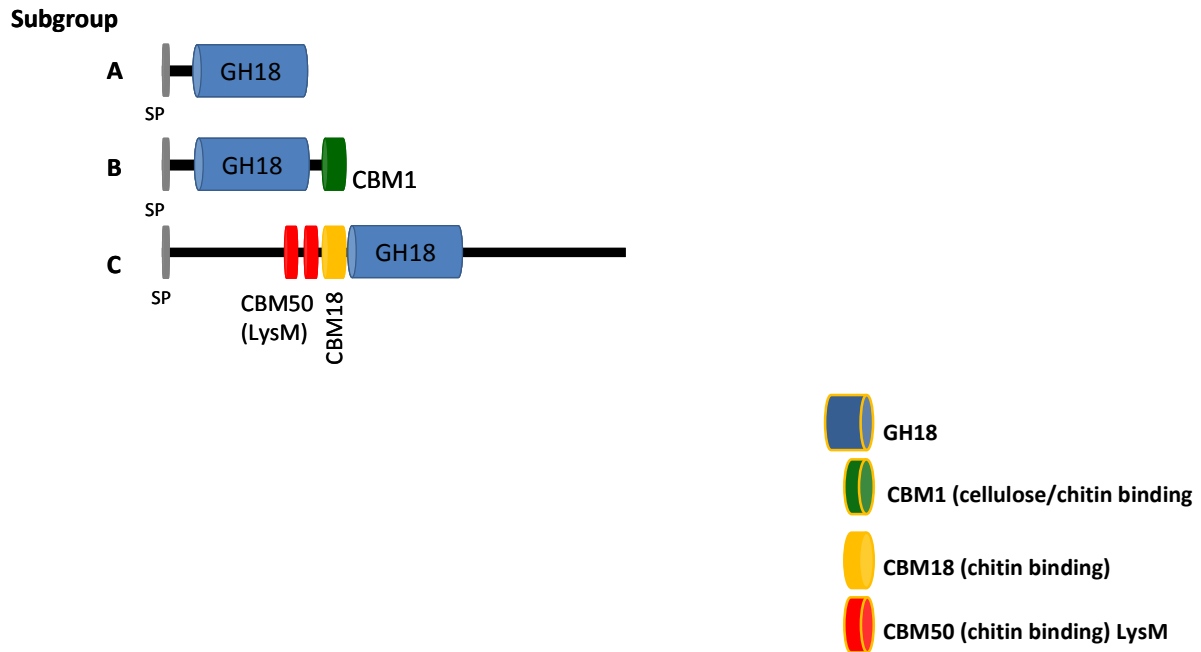 Subgroup
A
GH18
SP
B
GH18
CBM1
SP
C
GH18
SP
CBM50
(LysM)
CBM18
GH18
CBM1 (cellulose/chitin binding
CBM18 (chitin binding)
CBM50 (chitin binding) LysM